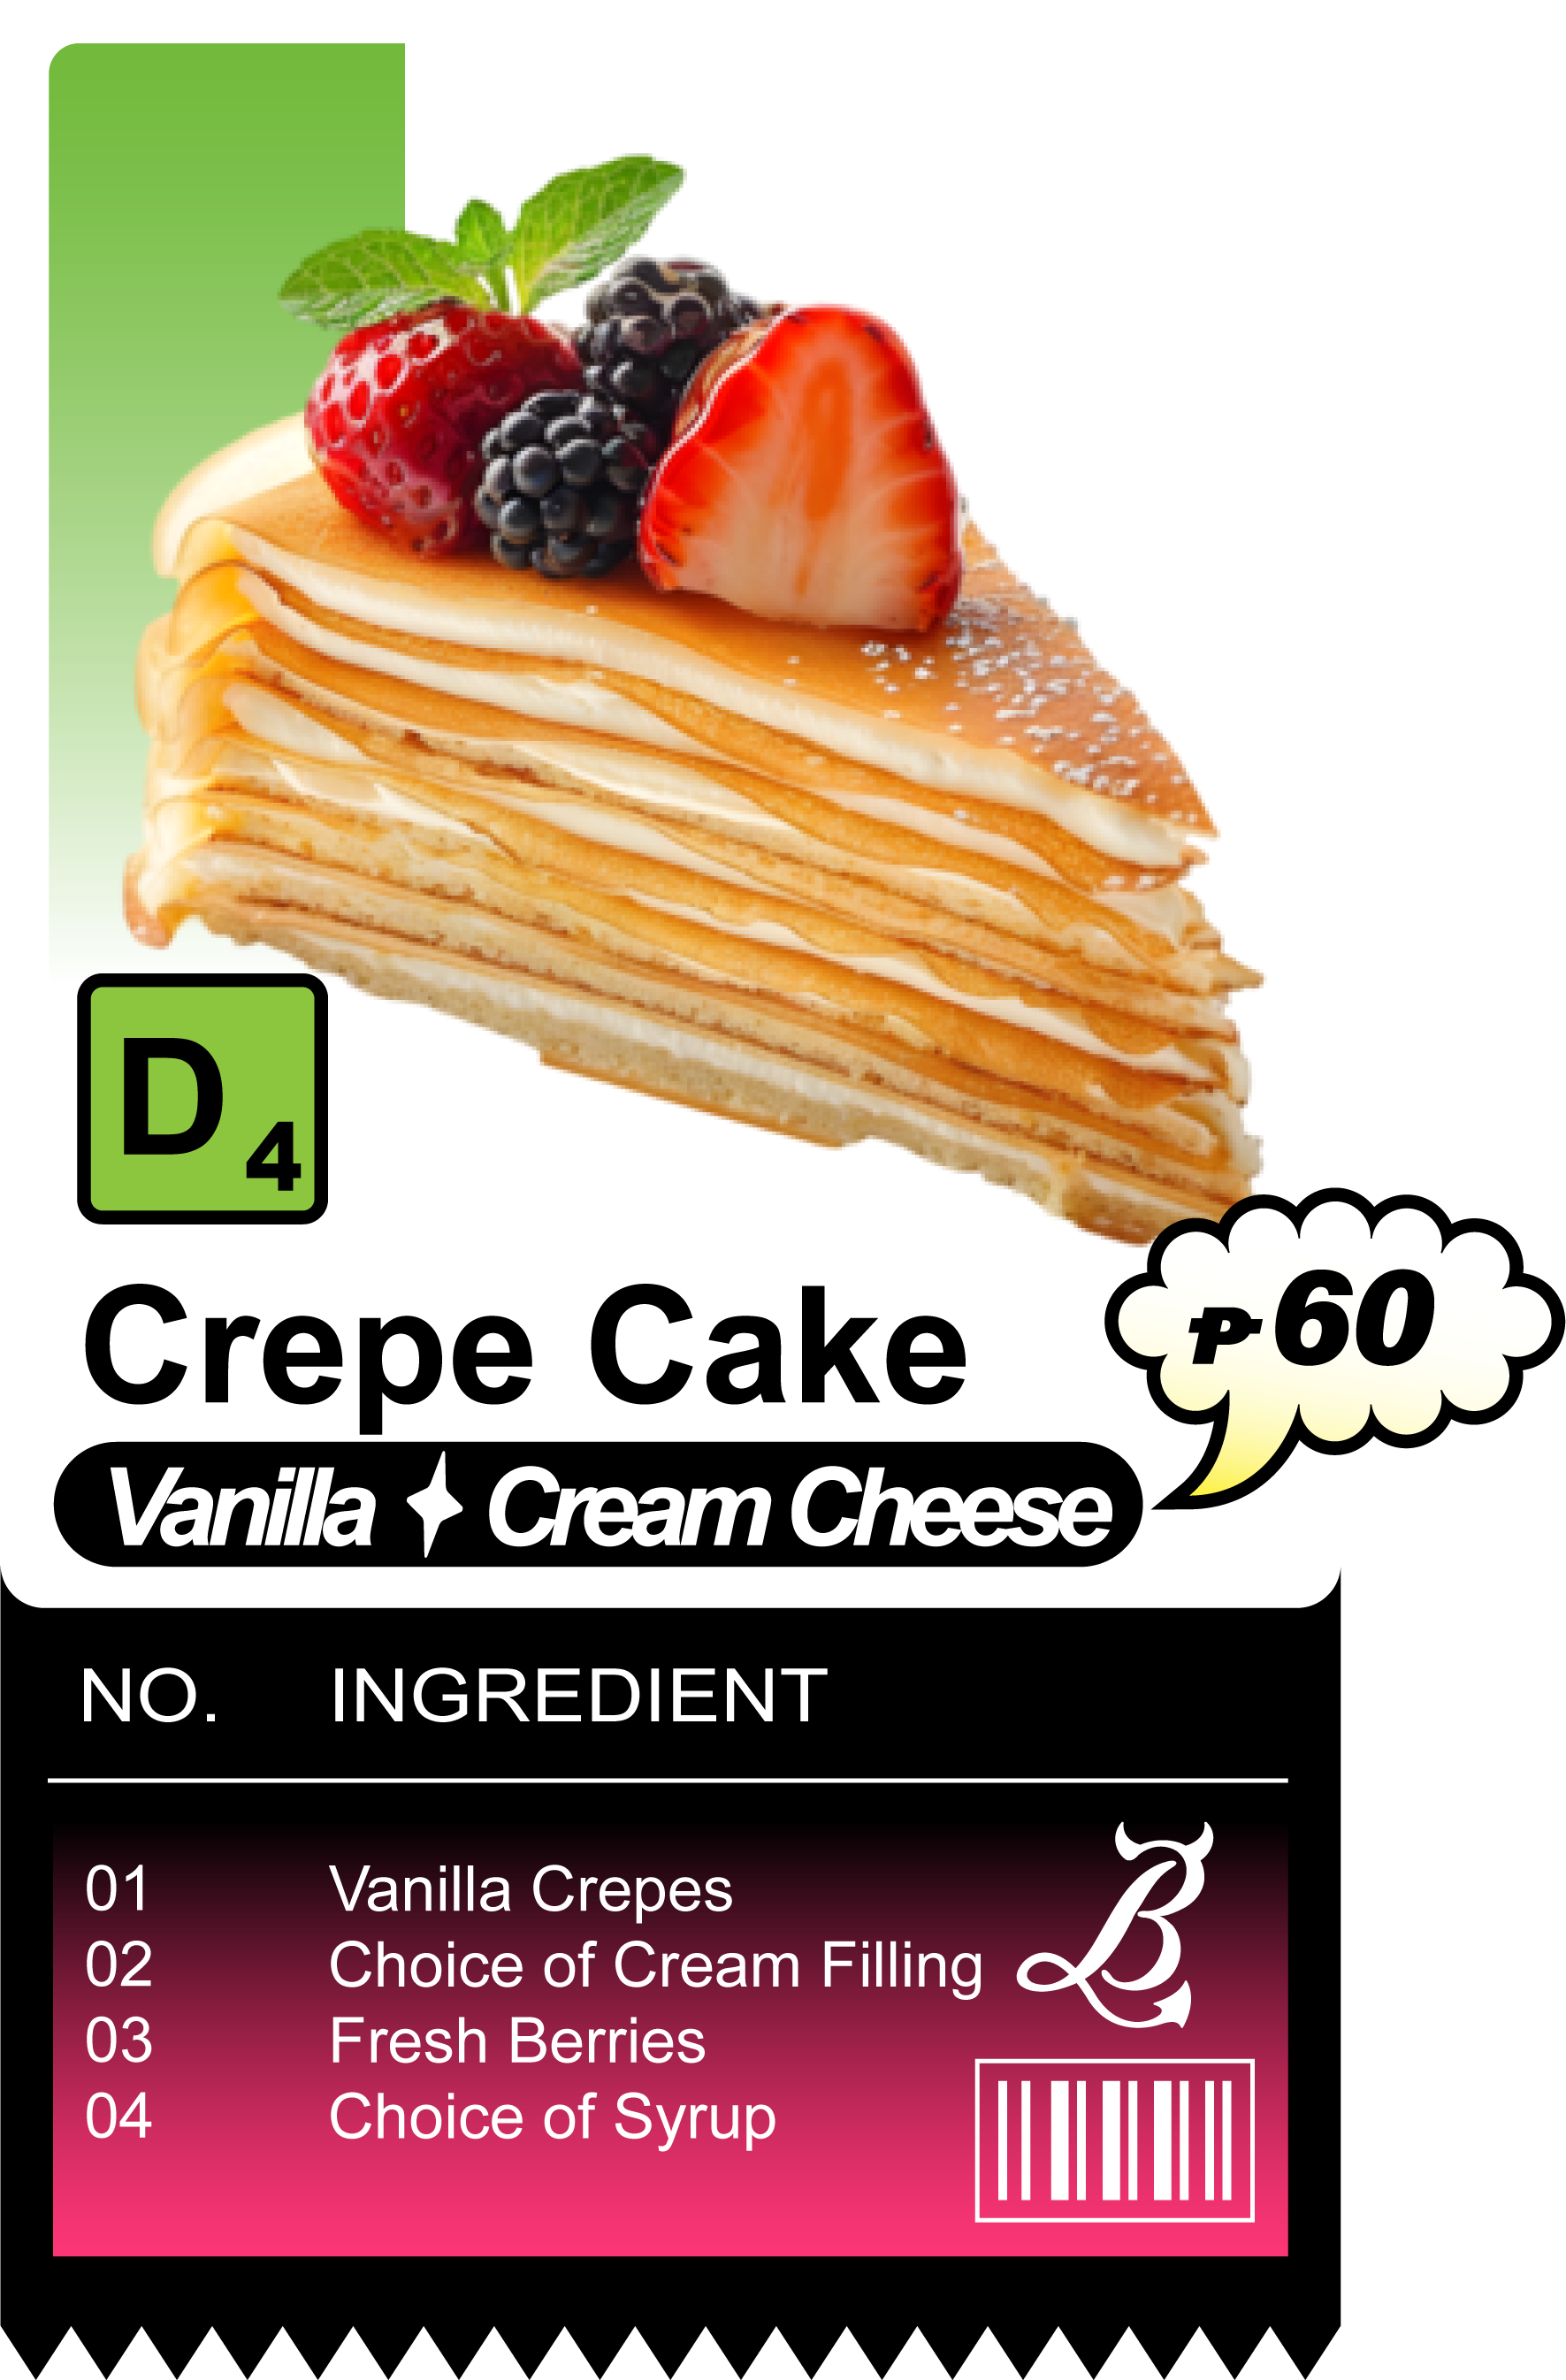 D4
Crepe Cake
₱60
Vanilla Cream Cheese
NO. INGREDIENT
01 Vanilla Crepes
02 Choice of Cream Filling
03 Fresh Berries
04 Choice of Syrup
B